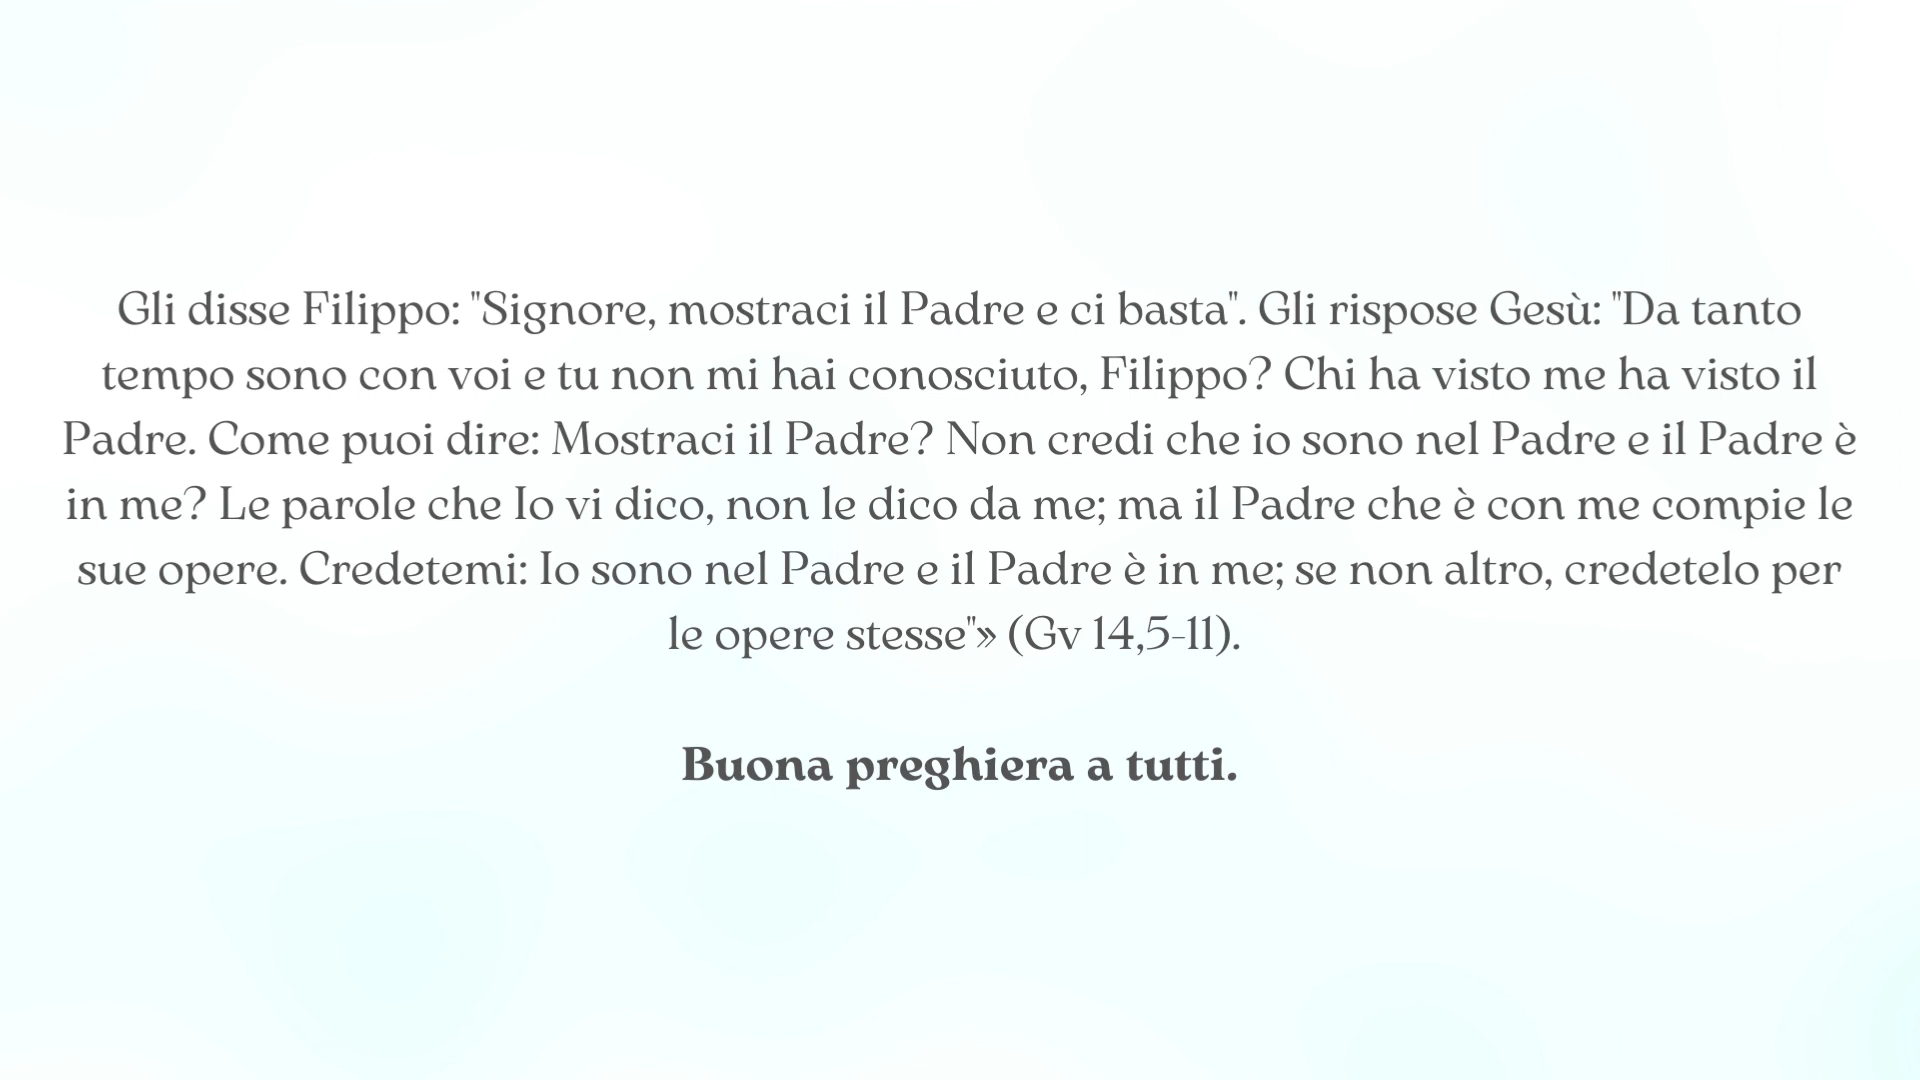 Gli disse Filippo: "Signore, mostraci il Padre e ci basta". Gli rispose Gesù: "Da tanto
tempo sono con voi e tu non mi hai conosciuto, Filippo? Chi ha visto me ha visto il
Padre. Come puoi dire: Mostraci il Padre? Non credi che io sono nel Padre e il Padre è
in me? Le parole che Io vi dico, non le dico da me; ma il Padre che è con me compie le
sue opere. Credetemi: Io sono nel Padre e il Padre è in me; se non altro, credetelo per
le opere stesse"» (Gv 14,5-11).
Buona preghiera a tutti.